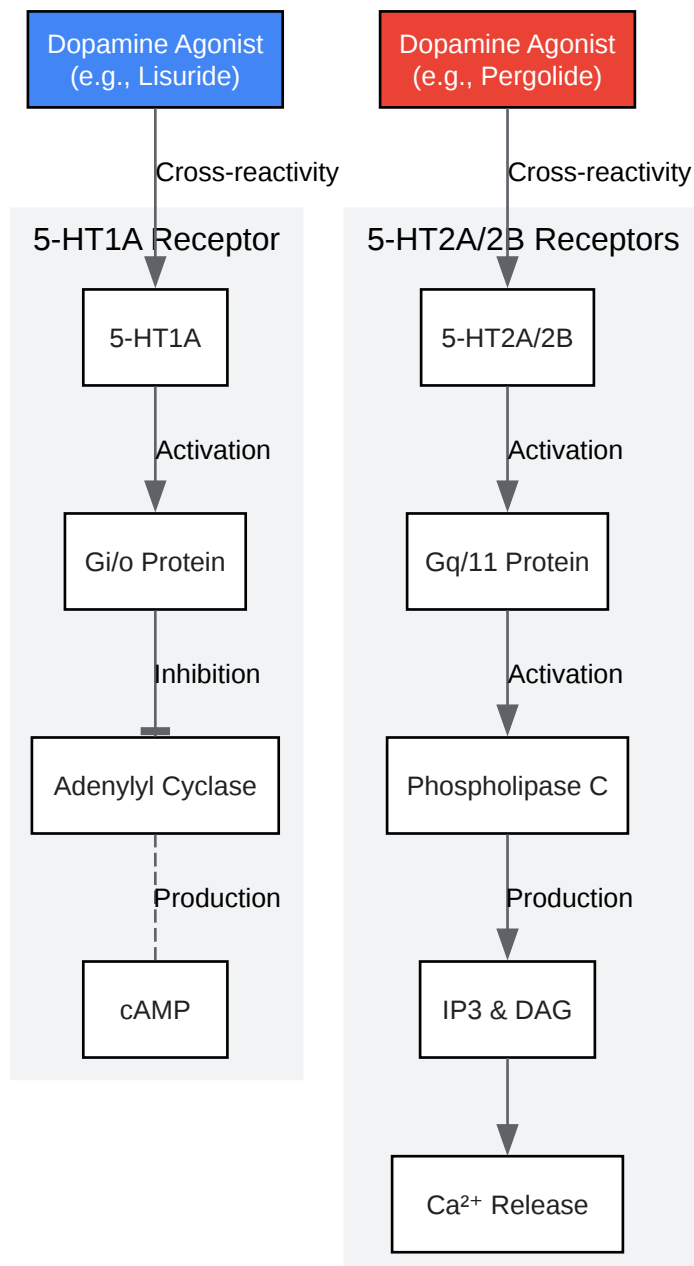 Dopamine Agonist
(e.g., Lisuride)
Cross-reactivity
5-HT1A Receptor
5-HT1A
Activation
Gi/o Protein
Inhibition
Adenylyl Cyclase
Production
cAMP
Dopamine Agonist
(e.g., Pergolide)
Cross-reactivity
5-HT2A/2B Receptors
5-HT2A/2B
Activation
Gq/11 Protein
Activation
Phospholipase C
Production
IP3 & DAG
Ca²⁺ Release